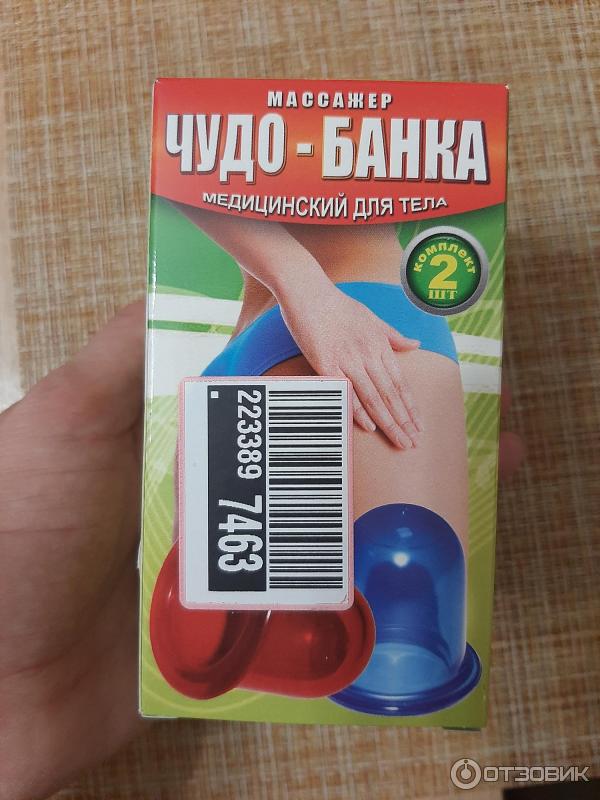 МАССАЖЕР
ЧУДО - БАНКА
МЕДИЦИНСКИЙ ДЛЯ ТЕЛА
КОМПЛЕКТ
2
ШТ
223389 7463
ОТЗОВИК